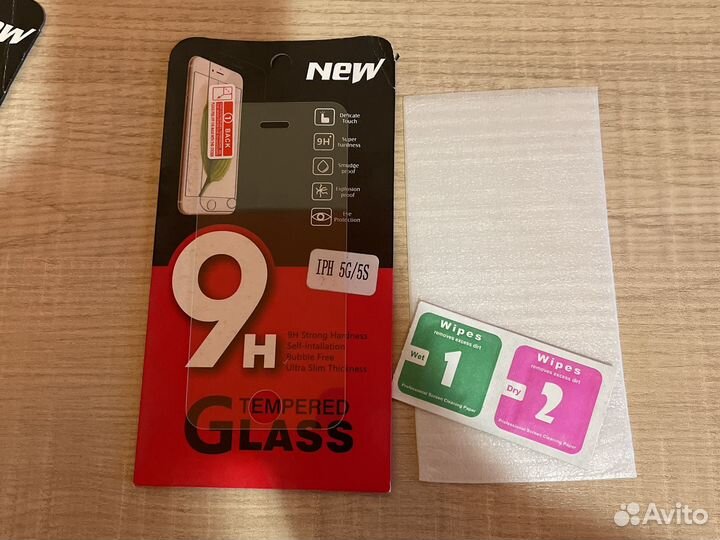 New
Delicate
Touch
9H
Super
hardness
Smudge
proof
Explosion
proof
Eye
Protection
1
BACK
IPH 5G/5S
9H
9H Strong Hardness
Self-intallation
Bubble Free
Ultra Slim Thickness
TEMPERED
GLASS
Wipes
removes excess dirt
Wet
1
Professional Screen Cleaning Paper
Wipes
removes excess dirt
Dry
2
Professional Screen Cleaning Paper
Avito